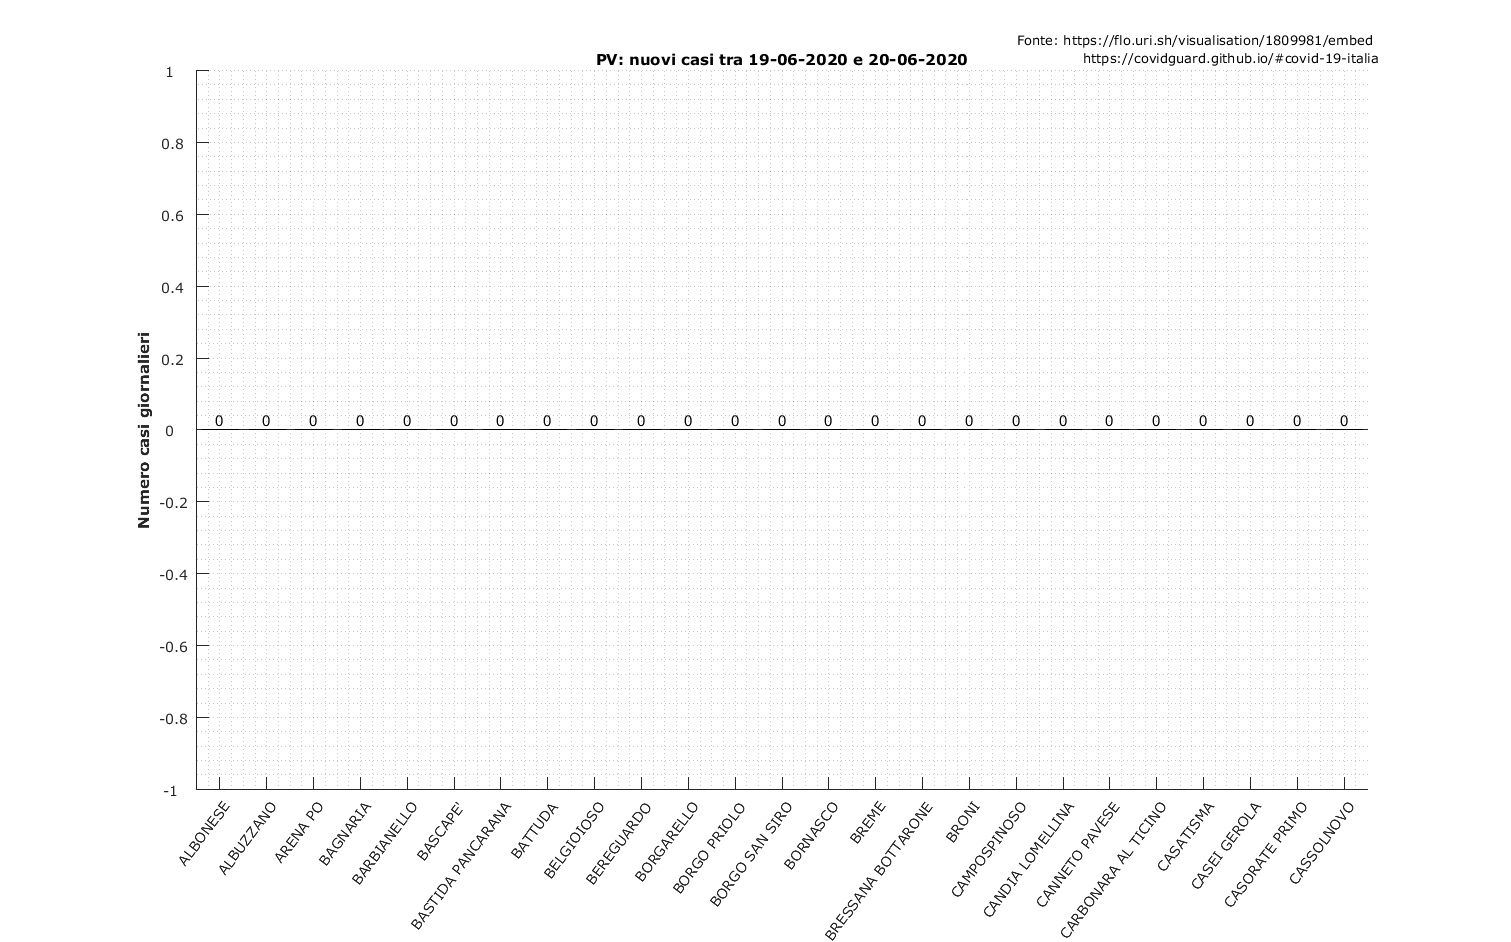 Fonte: https://flo.uri.sh/visualisation/1809981/embed
https://covidguard.github.io/#covid-19-italia
PV: nuovi casi tra 19-06-2020 e 20-06-2020
Numero casi giornalieri
1
0.8
0.6
0.4
0.2
0
-0.2
-0.4
-0.6
-0.8
-1
0 0 0 0 0 0 0 0 0 0 0 0 0 0 0 0 0 0 0 0 0 0 0 0 0
ALBONESE
ALBUZZANO
ARENA PO
BAGNARIA
BARBIANELLO
BASCAPE'
BASTIDA PANCARANA
BATTUDA
BELGIOIOSO
BEREGUARDO
BORGARELLO
BORGO PRIOLO
BORGO SAN SIRO
BORNASCO
BREME
BRESSANA BOTTARONE
BRONI
CAMPOSPINOSO
CANDIA LOMELLINA
CANNETO PAVESE
CARBONARA AL TICINO
CASATISMA
CASEI GEROLA
CASORATE PRIMO
CASSOLNOVO